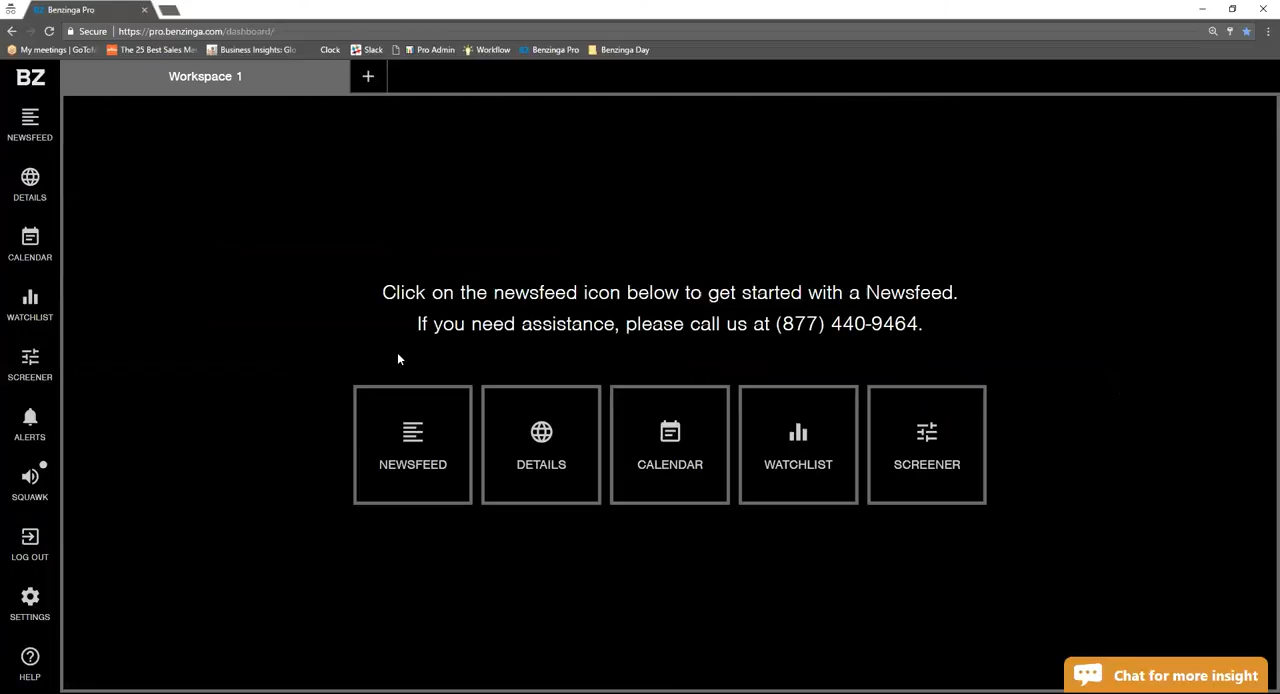 BZ Benzinga Pro
Secure https://pro.benzinga.com/dashboard/
My meetings | GoToM
The 25 Best Sales Me
Business Insights: Glo
Clock
Slack
Pro Admin
Workflow
Benzinga Pro
Benzinga Day
BZ
Workspace 1
+
NEWSFEED
DETAILS
CALENDAR
WATCHLIST
SCREENER
ALERTS
SQUAWK
LOG OUT
SETTINGS
HELP
Click on the newsfeed icon below to get started with a Newsfeed.
If you need assistance, please call us at (877) 440-9464.
NEWSFEED
DETAILS
CALENDAR
WATCHLIST
SCREENER
Chat for more insight